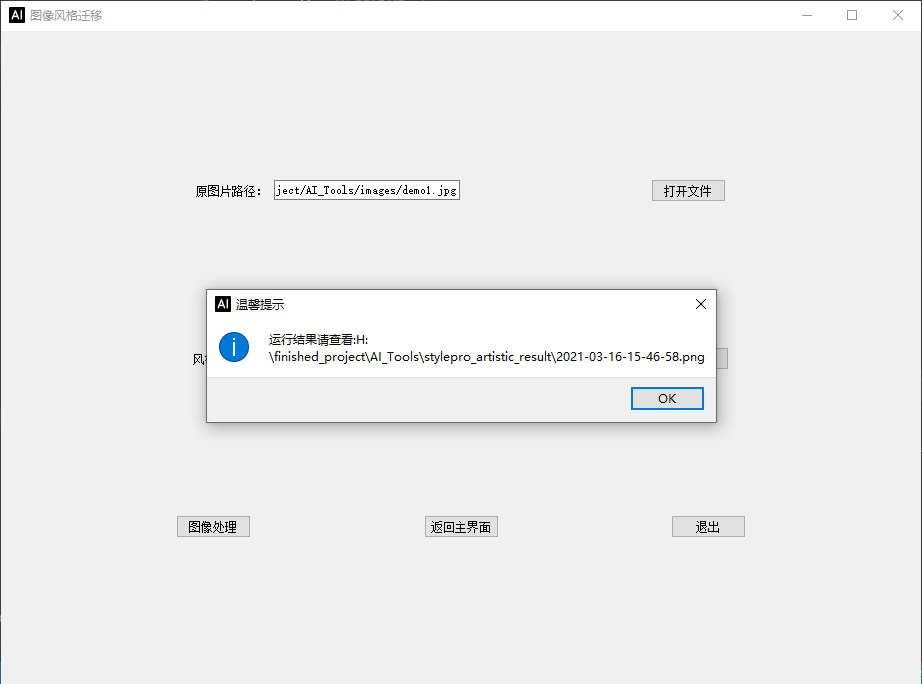 AI 图像风格迁移
原图片路径： ject/AI_Tools/images/demo1.jpg 打开文件
AI 温馨提示
运行结果请查看:H:
\finished_project\AI_Tools\stylepro_artistic_result\2021-03-16-15-46-58.png
风
OK
图像处理 返回主界面 退出